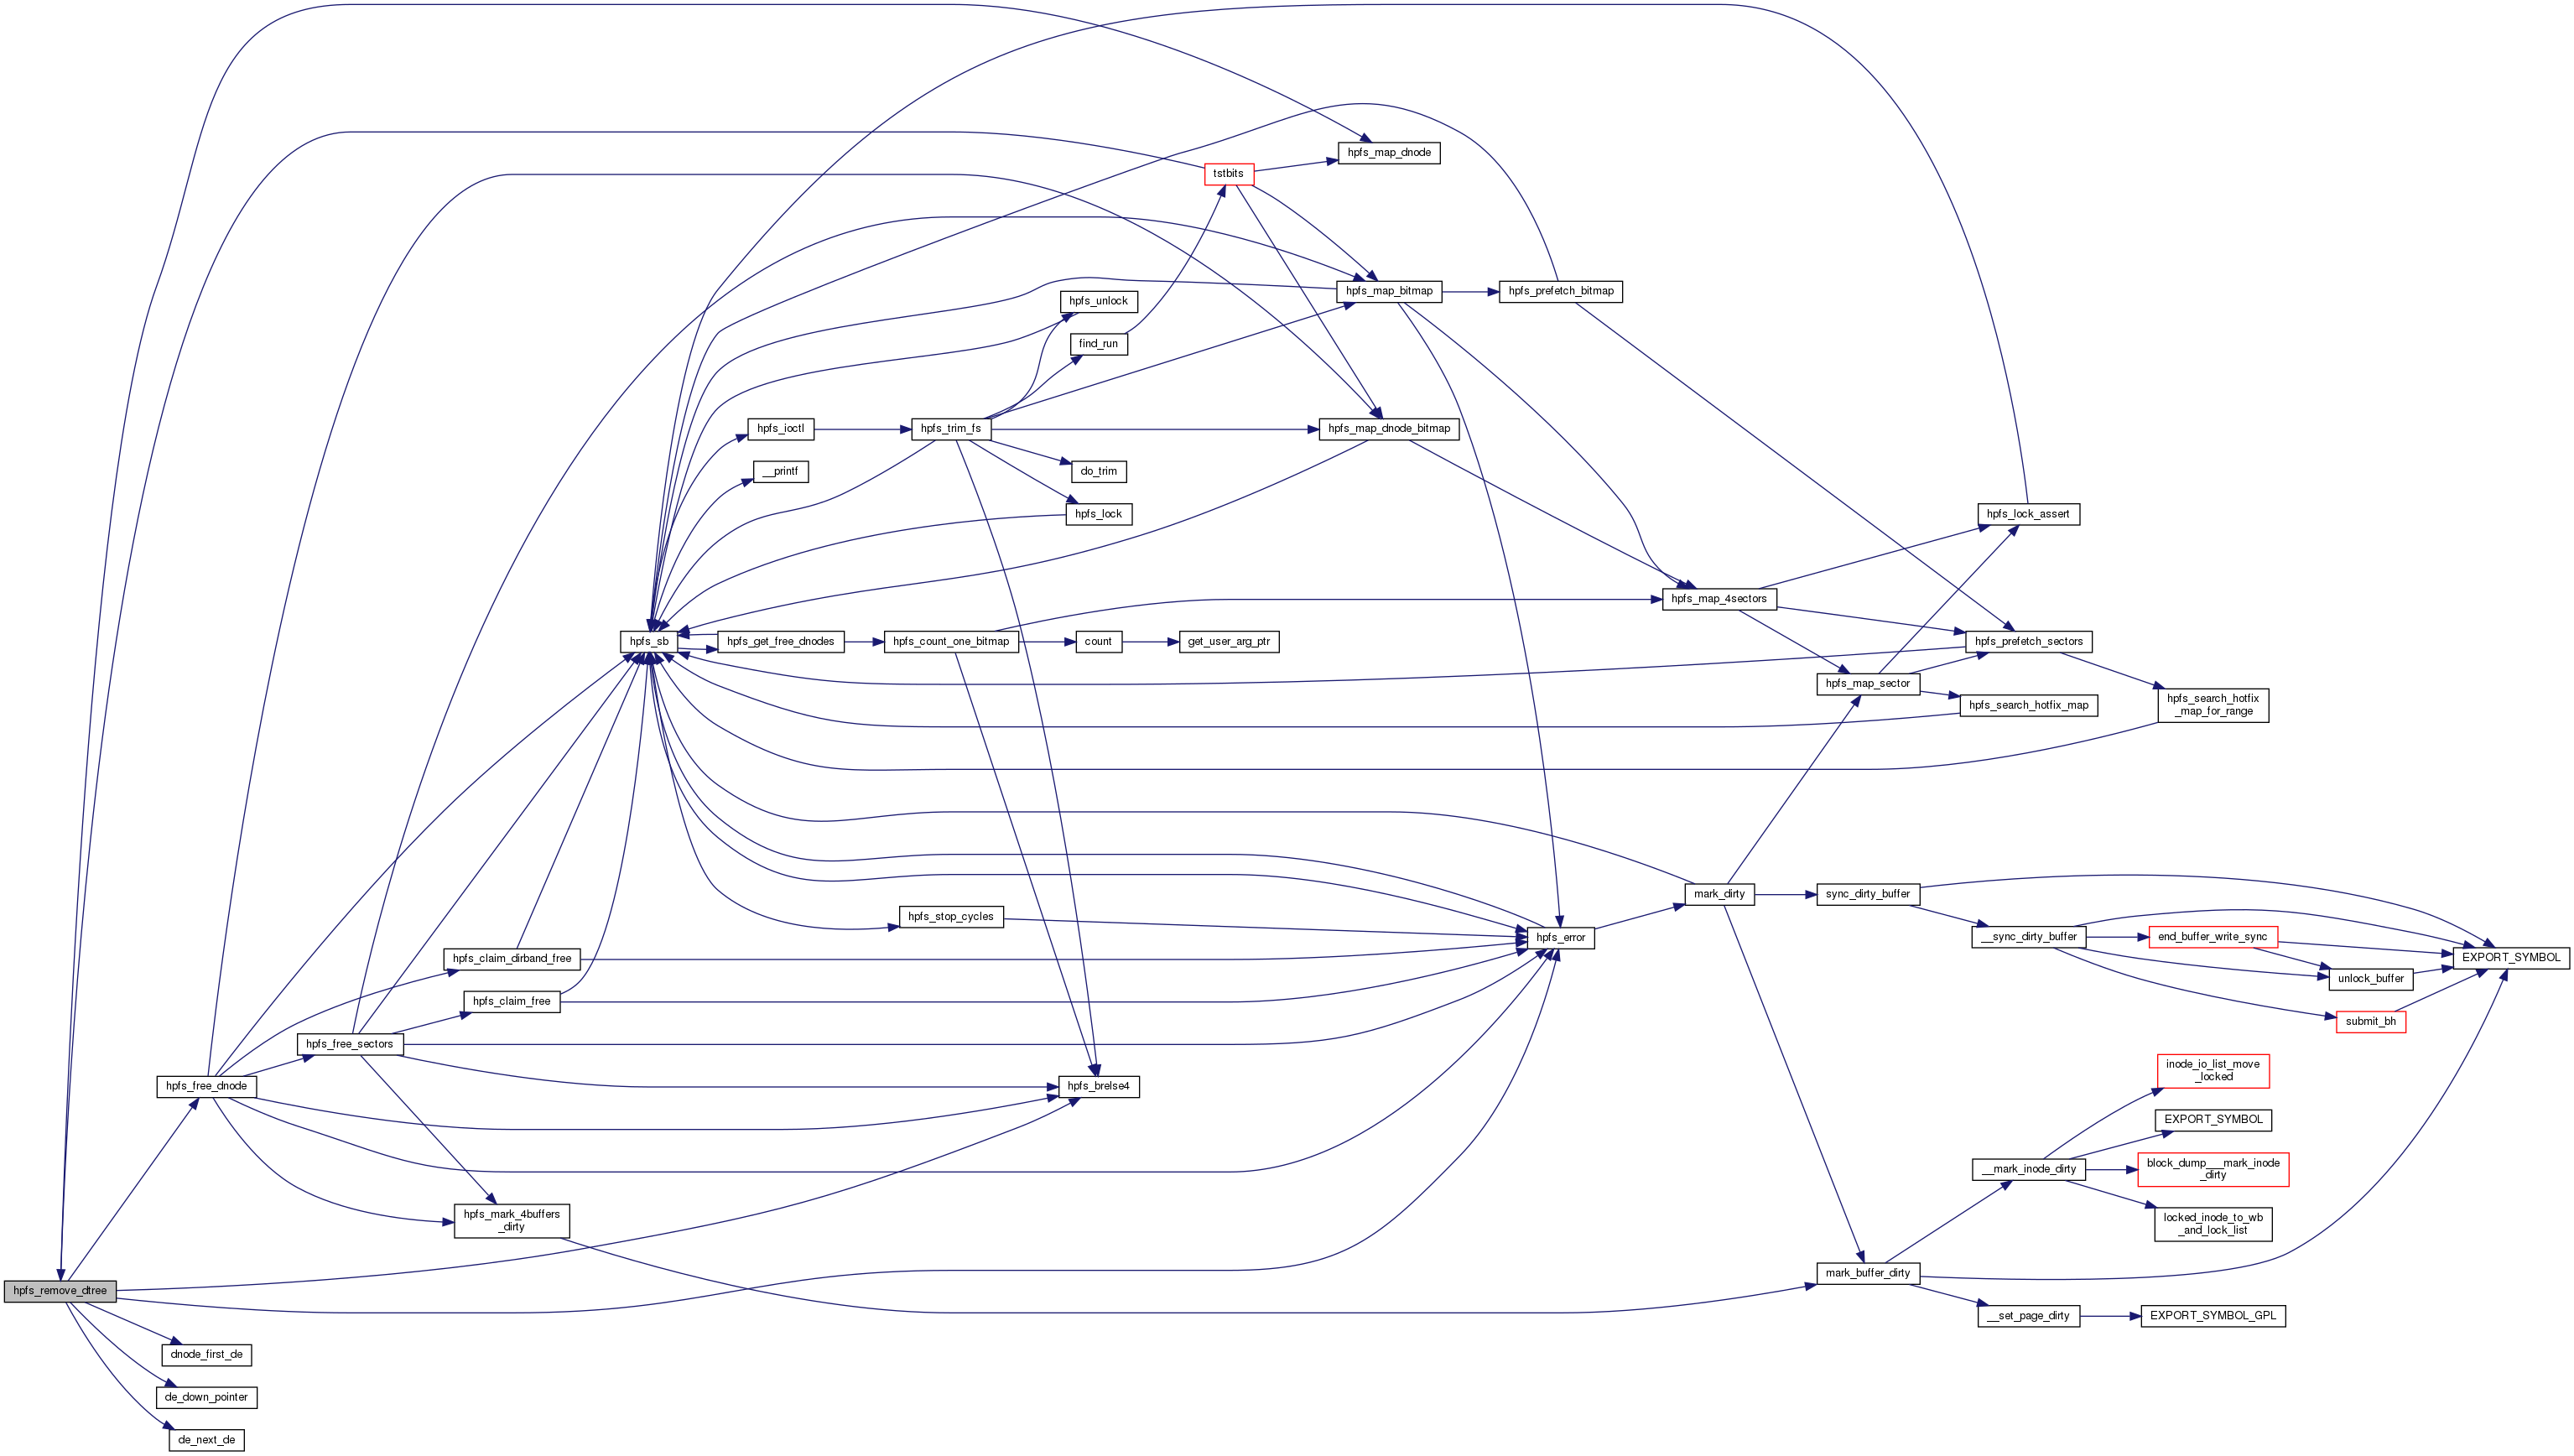 hpfs_map_dnode
tstbits
hpfs_map_bitmap
hpfs_prefetch_bitmap
hpfs_unlock
find_run
hpfs_ioctl
hpfs_trim_fs
hpfs_map_dnode_bitmap
__printf
do_trim
hpfs_lock
hpfs_lock_assert
hpfs_map_4sectors
hpfs_sb
hpfs_get_free_dnodes
hpfs_count_one_bitmap
count
get_user_arg_ptr
hpfs_prefetch_sectors
hpfs_map_sector
hpfs_search_hotfix_map
hpfs_search_hotfix
_map_for_range
mark_dirty
sync_dirty_buffer
hpfs_stop_cycles
hpfs_error
__sync_dirty_buffer
end_buffer_write_sync
EXPORT_SYMBOL
hpfs_claim_dirband_free
unlock_buffer
hpfs_claim_free
submit_bh
hpfs_free_sectors
hpfs_free_dnode
hpfs_brelse4
inode_io_list_move
_locked
EXPORT_SYMBOL
__mark_inode_dirty
block_dump___mark_inode
_dirty
hpfs_mark_4buffers
_dirty
locked_inode_to_wb
_and_lock_list
mark_buffer_dirty
hpfs_remove_dtree
__set_page_dirty
EXPORT_SYMBOL_GPL
dnode_first_de
de_down_pointer
de_next_de